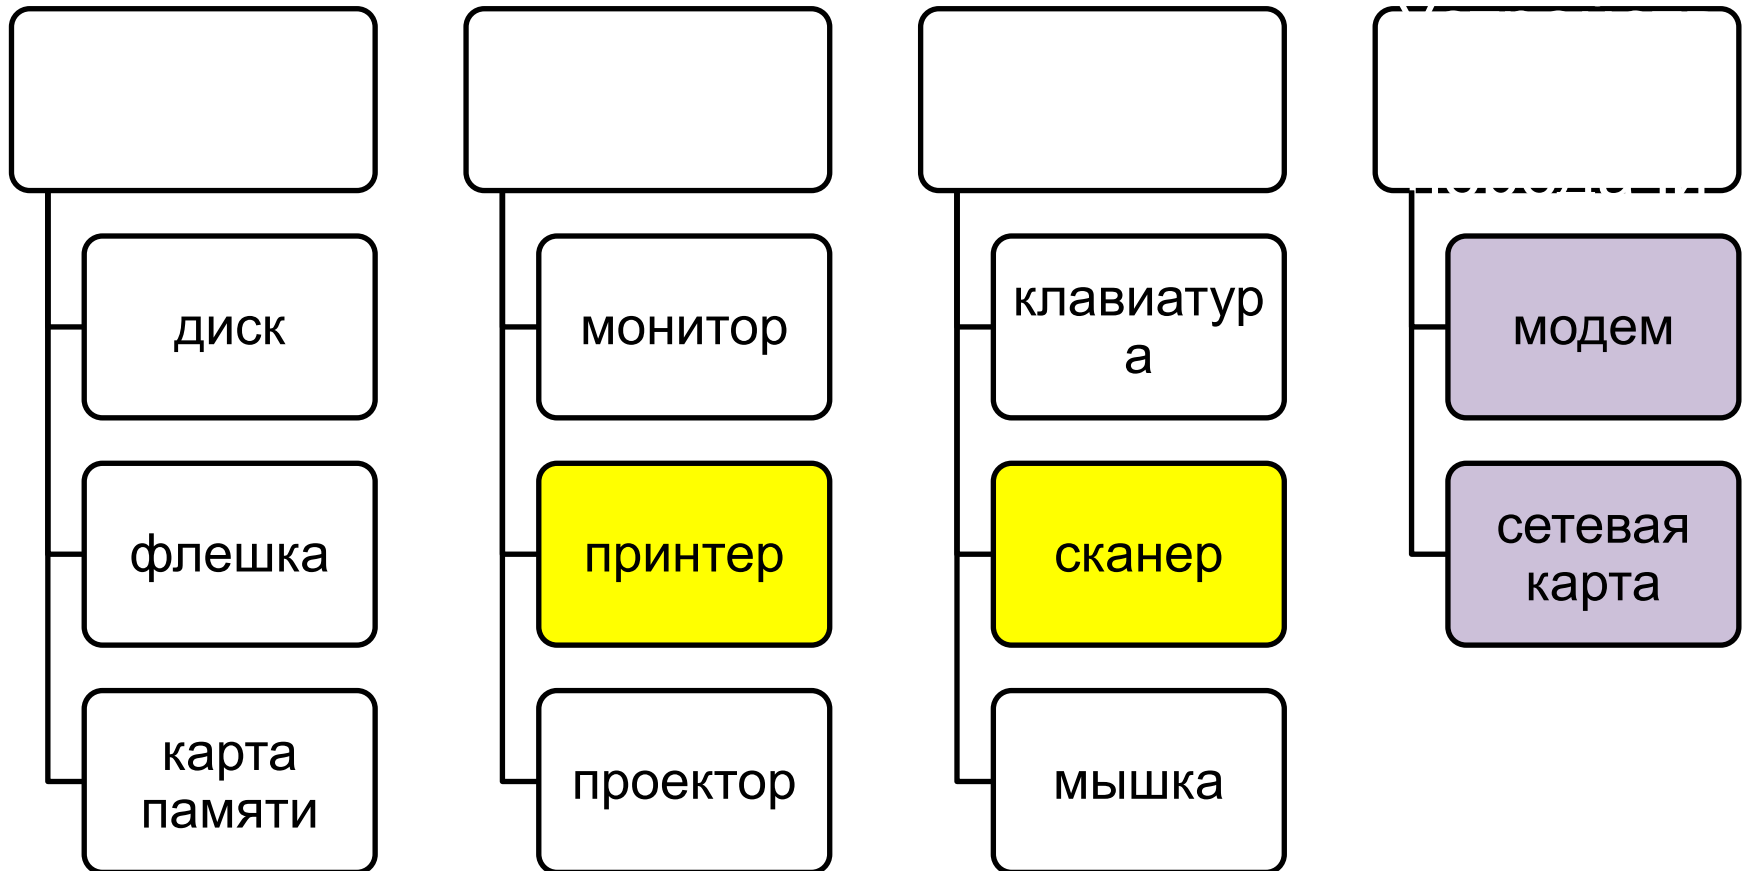 диск
флешка
карта
памяти
монитор
принтер
проектор
клавиатур
а
сканер
мышка
модем
сетевая
карта